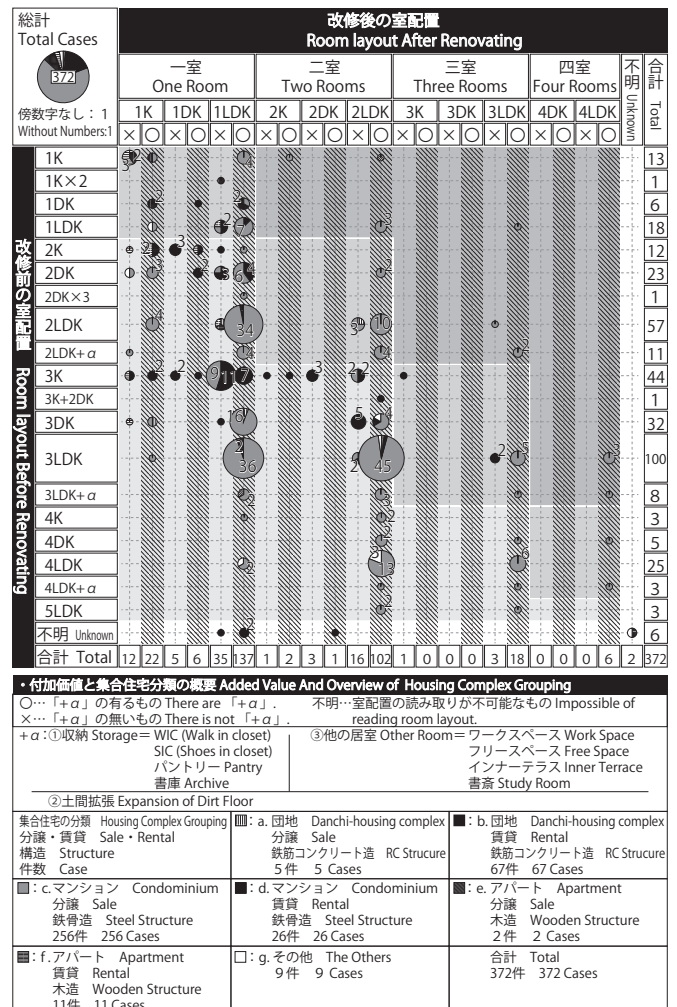 総計
Total Cases
372
傍数字なし：1
Without Numbers:1
改修後の室配置
Room layout After Renovating
一室 二室 三室 四室 不明 合計
One Room Two Rooms Three Rooms Four Rooms Unknown Total
1K 1DK 1LDK 2K 2DK 2LDK 3K 3DK 3LDK 4DK 4LDK
× ○ × ○ × ○ × ○ × ○ × ○ × ○ × ○ × ○ × ○ × ○
改修前の室配置 Room layout Before Renovating
1K 13
1K×2 1
1DK 6
1LDK 18
2K 12
2DK 23
2DK×3 1
2LDK 34 10 57
2LDK+α 11
3K 44
3K+2DK 1
3DK 32
3LDK 36 45 100
3LDK+α 8
4K 3
4DK 5
4LDK 25
4LDK+α 3
5LDK 3
不明 Unknown 6
合計 Total 12 22 5 6 35 137 1 2 3 1 16 102 1 0 0 0 3 18 0 0 0 6 2 372
・付加価値と集合住宅分類の概要 Added Value And Overview of Housing Complex Grouping
○…「+α」の有るもの There are 「+α」. 不明…室配置の読み取りが不可能なもの Impossible of
×…「+α」の無いもの There is not 「+α」. reading room layout.
+α：①収納 Storage＝ WIC (Walk in closet) ③他の居室 Other Room＝ワークスペース Work Space
SIC (Shoes in closet) フリースペース Free Space
パントリー Pantry インナーテラス Inner Terrace
書庫 Archive 書斎 Study Room
②土間拡張 Expansion of Dirt Floor
集合住宅の分類 Housing Complex Grouping
分譲・賃貸 Sale・Rental
構造 Structure
件数 Case
：a. 団地 Danchi-housing complex
分譲 Sale
鉄筋コンクリート造 RC Strucure
5件 5 Cases
：b. 団地 Danchi-housing complex
賃貸 Rental
鉄筋コンクリート造 RC Strucure
67件 67 Cases
：c.マンション Condominium
分譲 Sale
鉄骨造 Steel Structure
256件 256 Cases
：d.マンション Condominium
賃貸 Rental
鉄骨造 Steel Structure
26件 26 Cases
：e. アパート Apartment
分譲 Sale
木造 Wooden Structure
2件 2 Cases
：f.アパート Apartment
賃貸 Rental
木造 Wooden Structure
11件 11 Cases
：g. その他 The Others
9件 9 Cases
合計 Total
372件 372 Cases